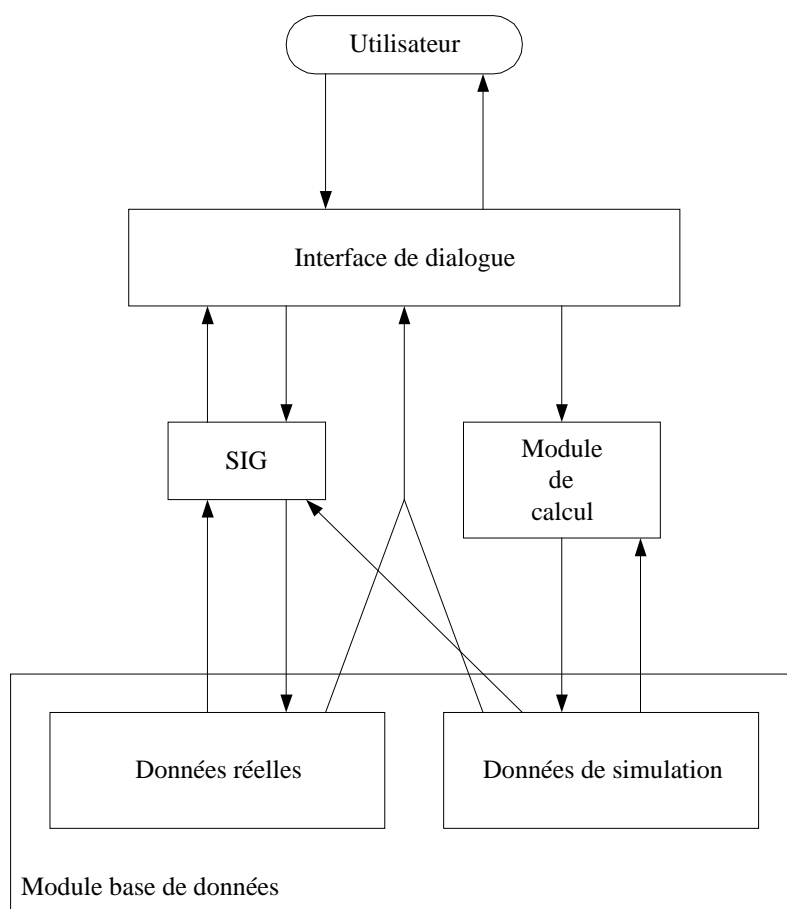 Utilisateur
Interface de dialogue
SIG
Module
de
calcul
Données réelles
Données de simulation
Module base de données